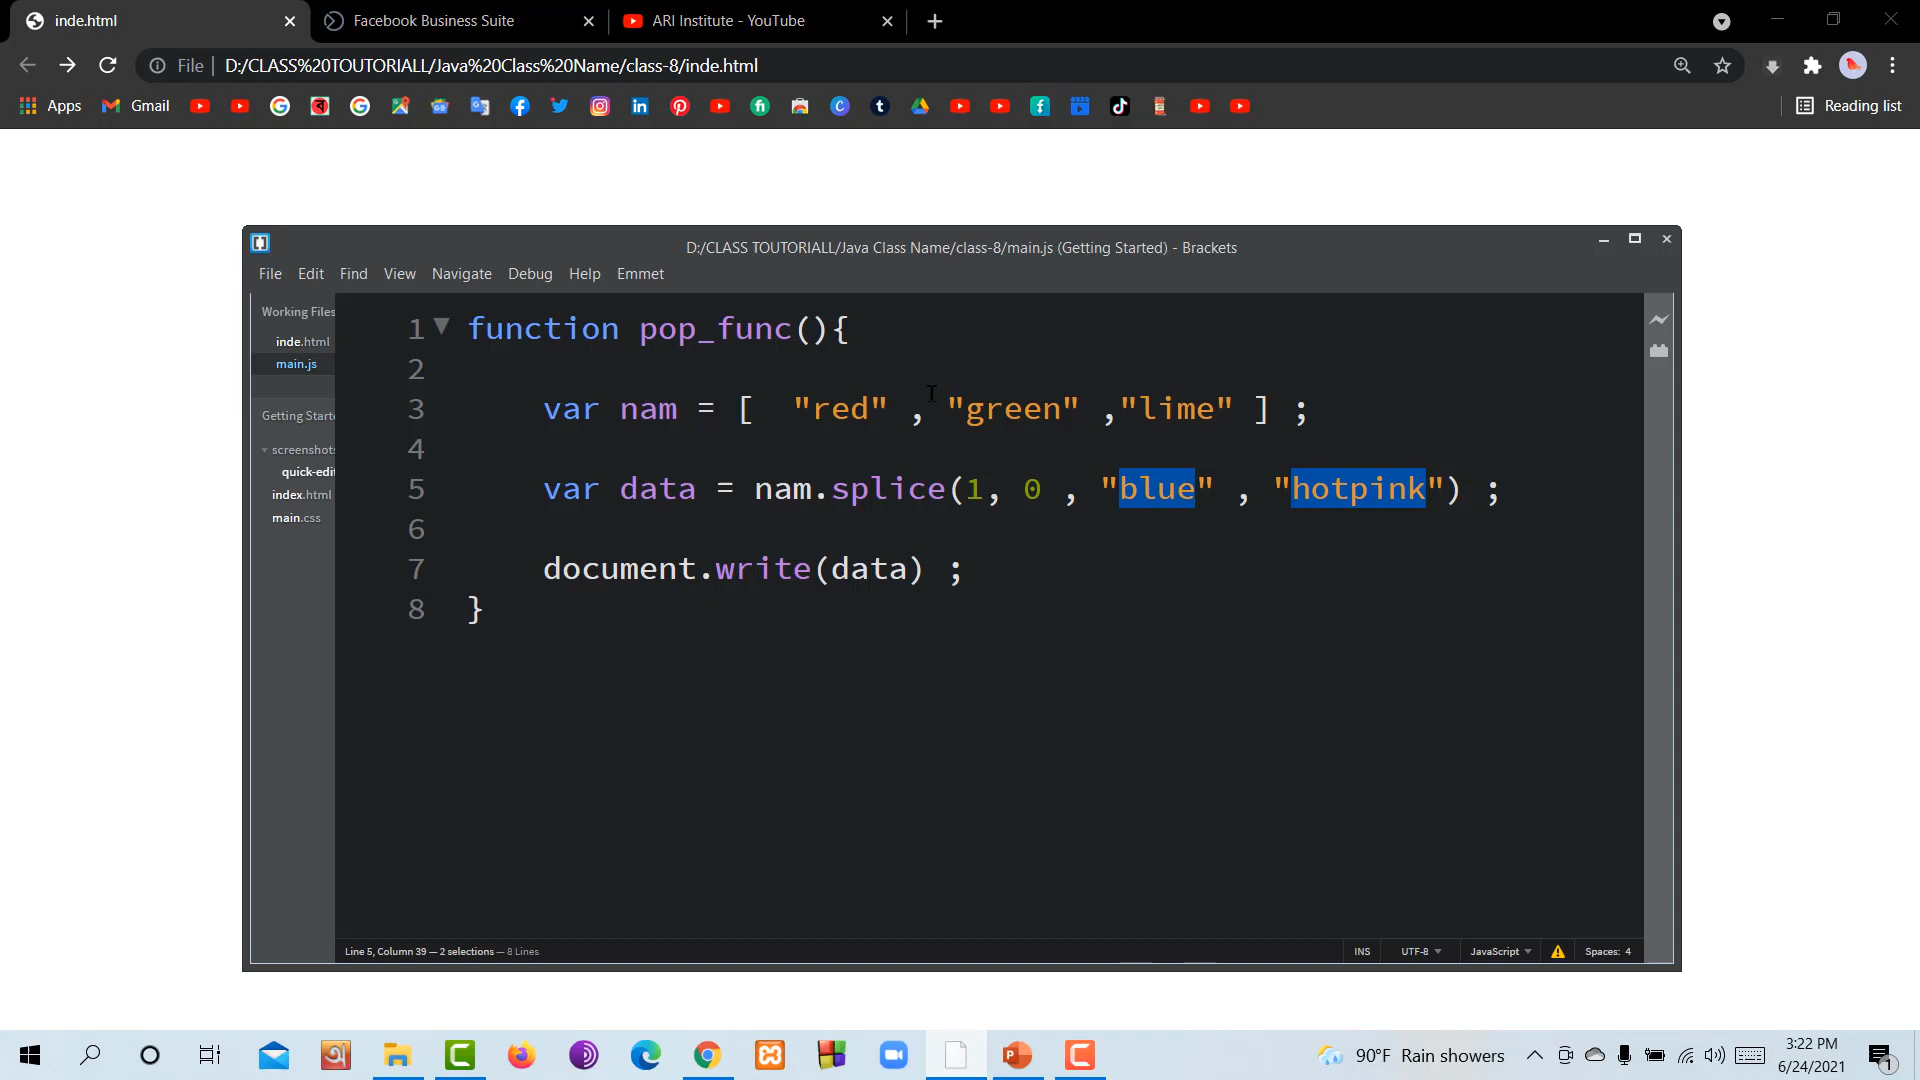 inde.html
Facebook Business Suite
ARI Institute - YouTube
File
D:/CLASS%20TOUTORIALL/Java%20Class%20Name/class-8/inde.html
Apps
Gmail
Reading list
D:/CLASS TOUTORIALL/Java Class Name/class-8/main.js (Getting Started) - Brackets
File Edit Find View Navigate Debug Help Emmet
Working Files
inde.html
main.js
Getting Starte
screenshots
quick-edit
index.html
main.css
1 function pop_func(){
2
3 var nam = [ "red" , "green" ,"lime" ] ;
4
5 var data = nam.splice(1, 0 , "blue" , "hotpink") ;
6
7 document.write(data) ;
8 }
Line 5, Column 39 — 2 selections — 8 Lines
INS UTF-8 JavaScript Spaces: 4
90°F Rain showers
3:22 PM
6/24/2021
1